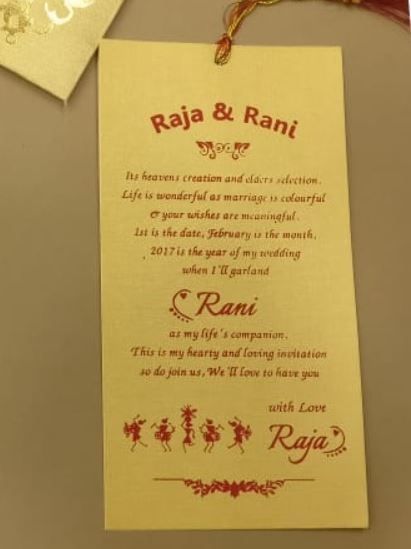 Raja & Rani
Its heavens creation and elders selection.
Life is wonderful as marriage is colourful
& your wishes are meaningful.
1st is the date, February is the month,
2017 is the year of my wedding
when I'll garland
Rani
as my life's companion.
This is my hearty and loving invitation
so do join us, We'll love to have you
with Love
Raja